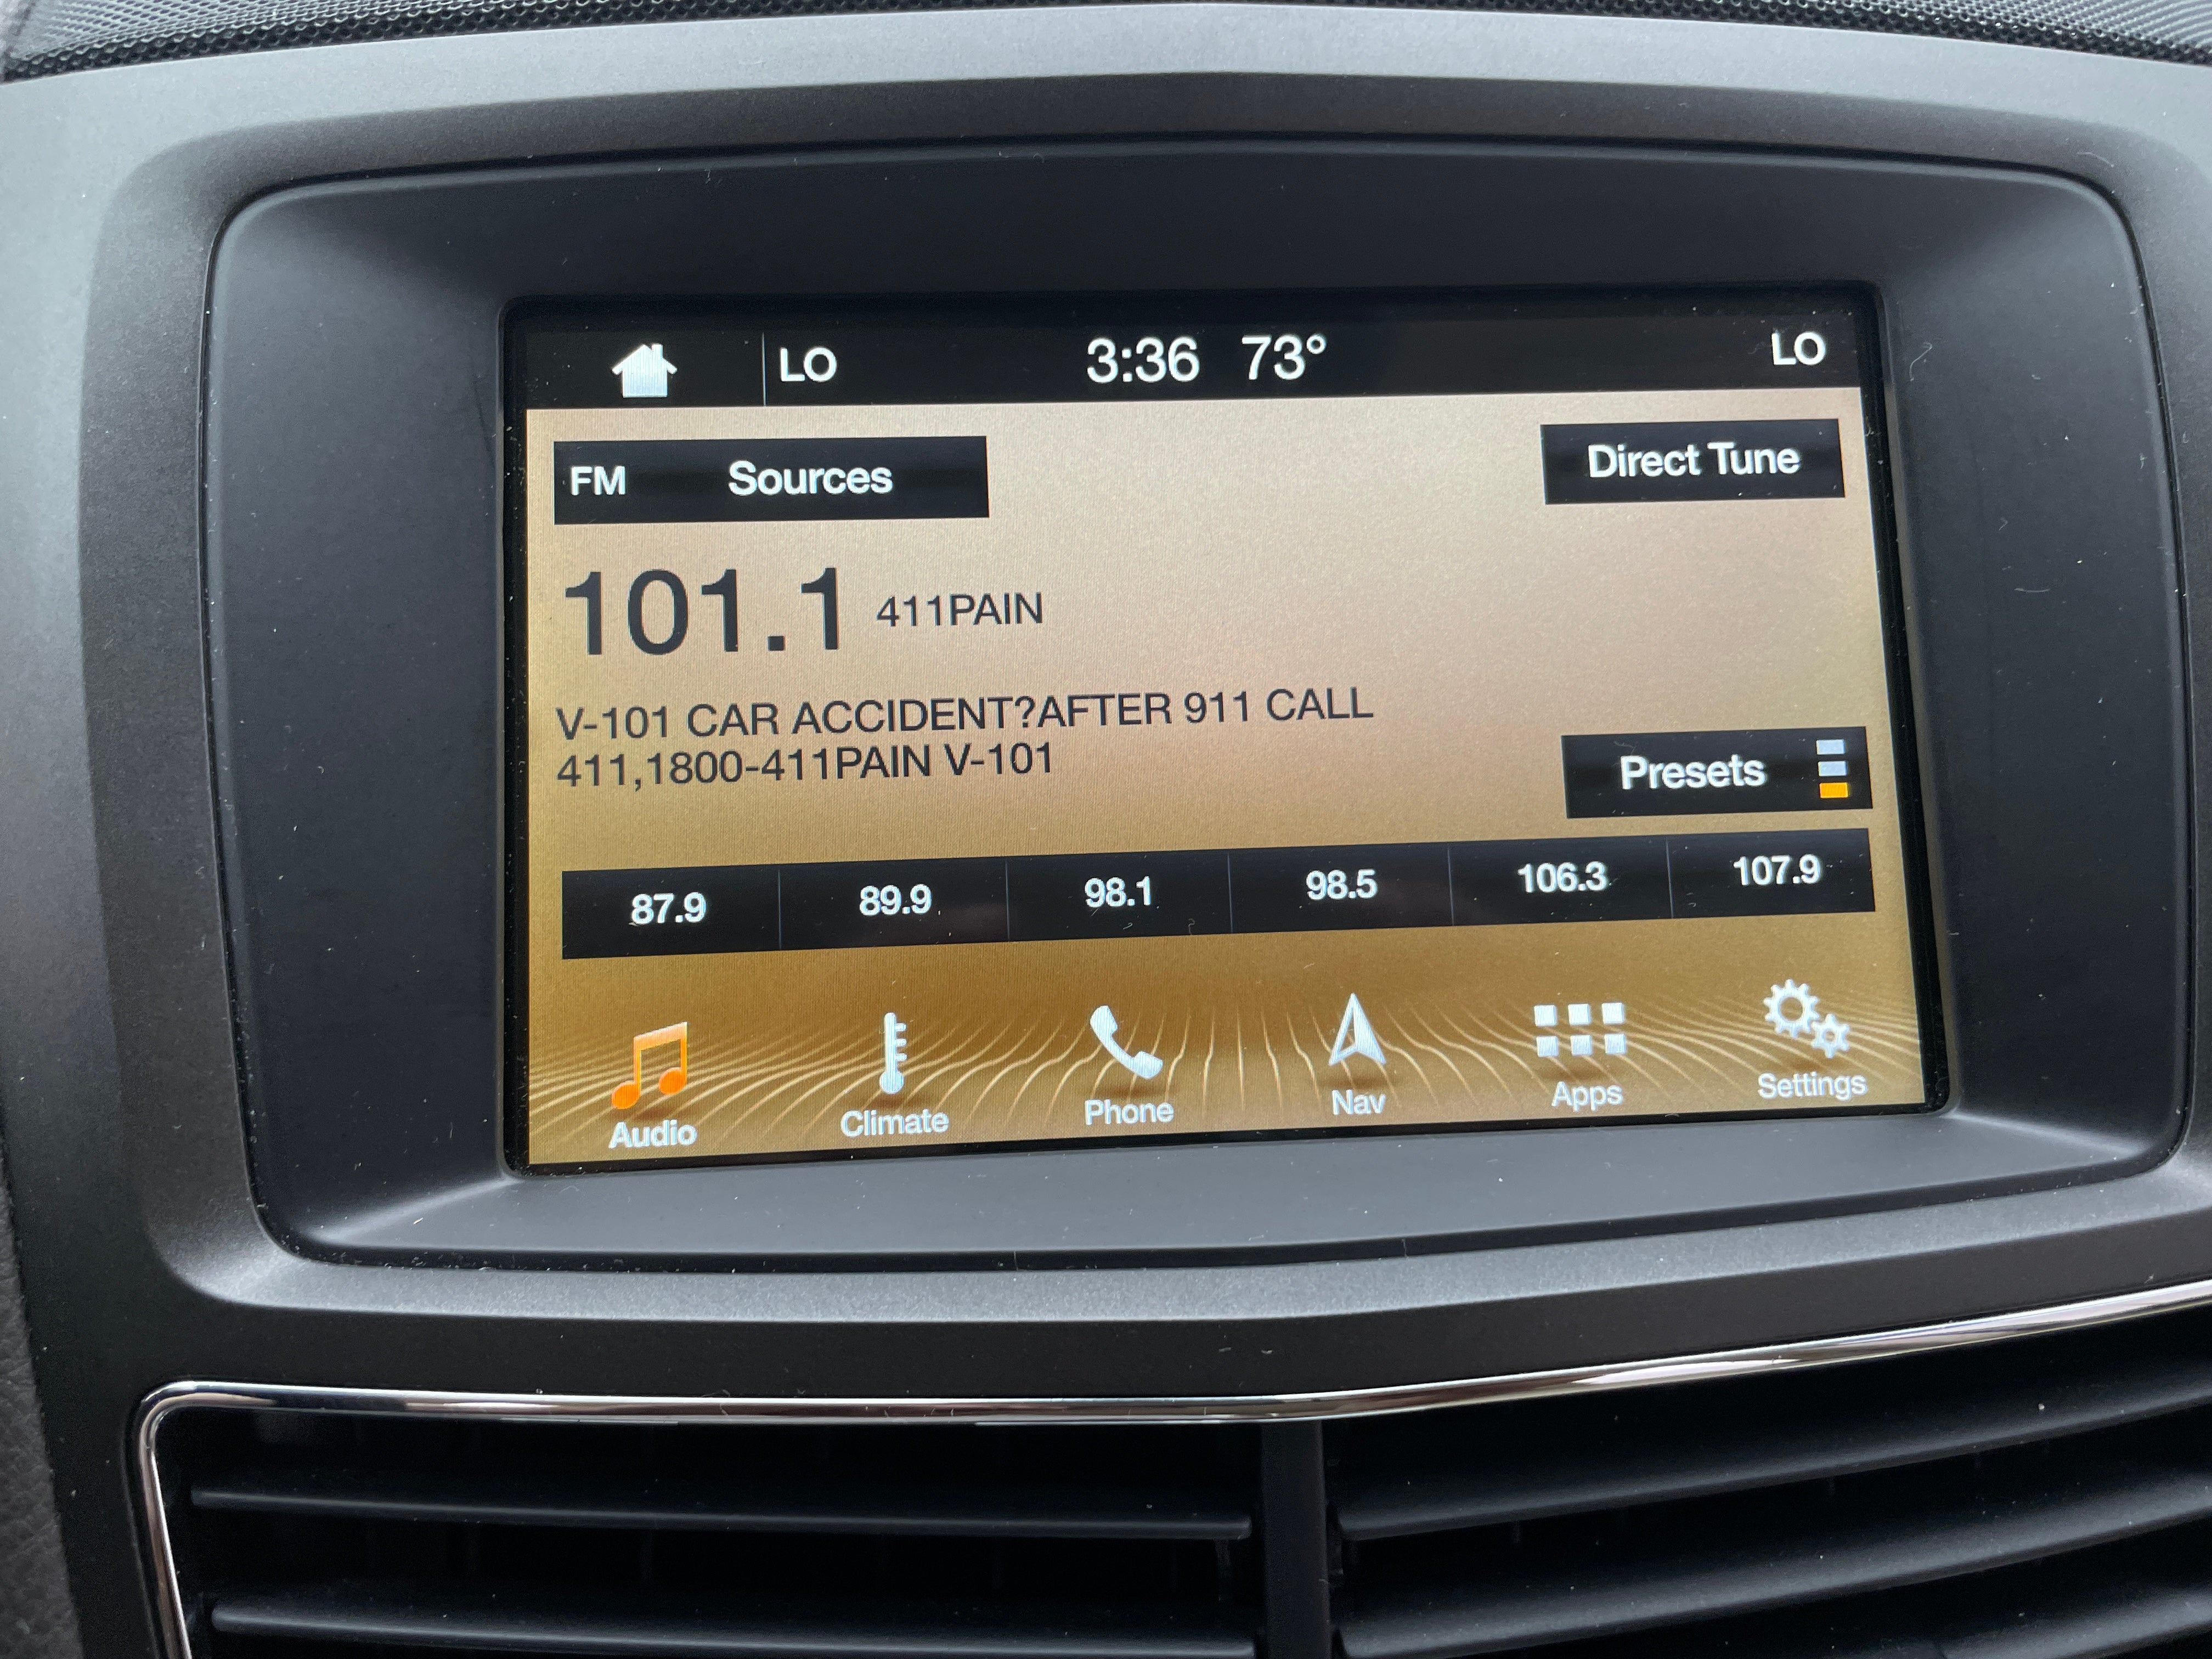 LO 3:36 73° LO
FM Sources Direct Tune
101.1 411PAIN
V-101 CAR ACCIDENT?AFTER 911 CALL
411,1800-411PAIN V-101
Presets
87.9 89.9 98.1 98.5 106.3 107.9
Audio Climate Phone Nav Apps Settings